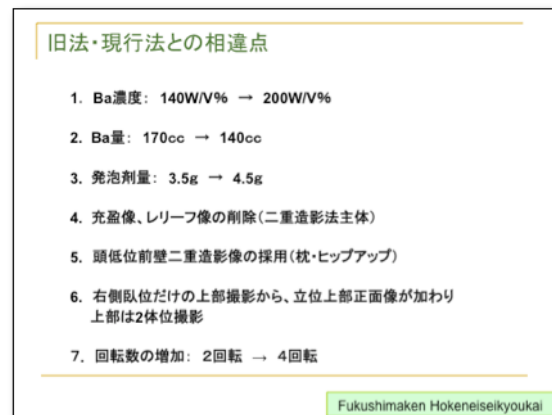 旧法・現行法との相違点
1. Ba濃度: 140W/V% → 200W/V%
2. Ba量: 170cc → 140cc
3. 発泡剤量: 3.5g → 4.5g
4. 充盈像、レリーフ像の削除(二重造影法主体)
5. 頭低位前壁二重造影像の採用(枕・ヒップアップ)
6. 右側臥位だけの上部撮影から、立位上部正面像が加わり
上部は2体位撮影
7. 回転数の増加: 2回転 → 4回転
Fukushimaken Hokeneiseikyoukai